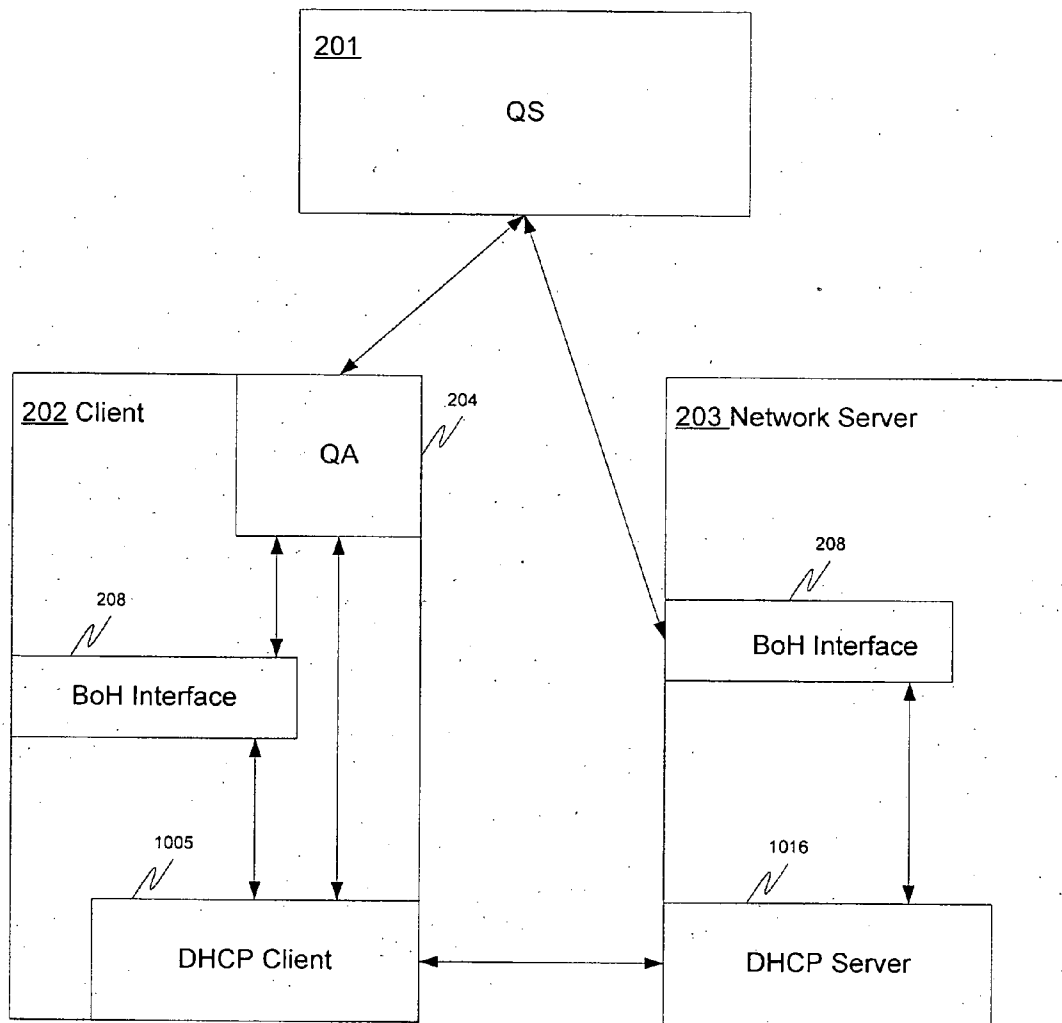 201
QS
202 Client
204
QA
203 Network Server
208
BoH Interface
208
BoH Interface
1005
DHCP Client
1016
DHCP Server